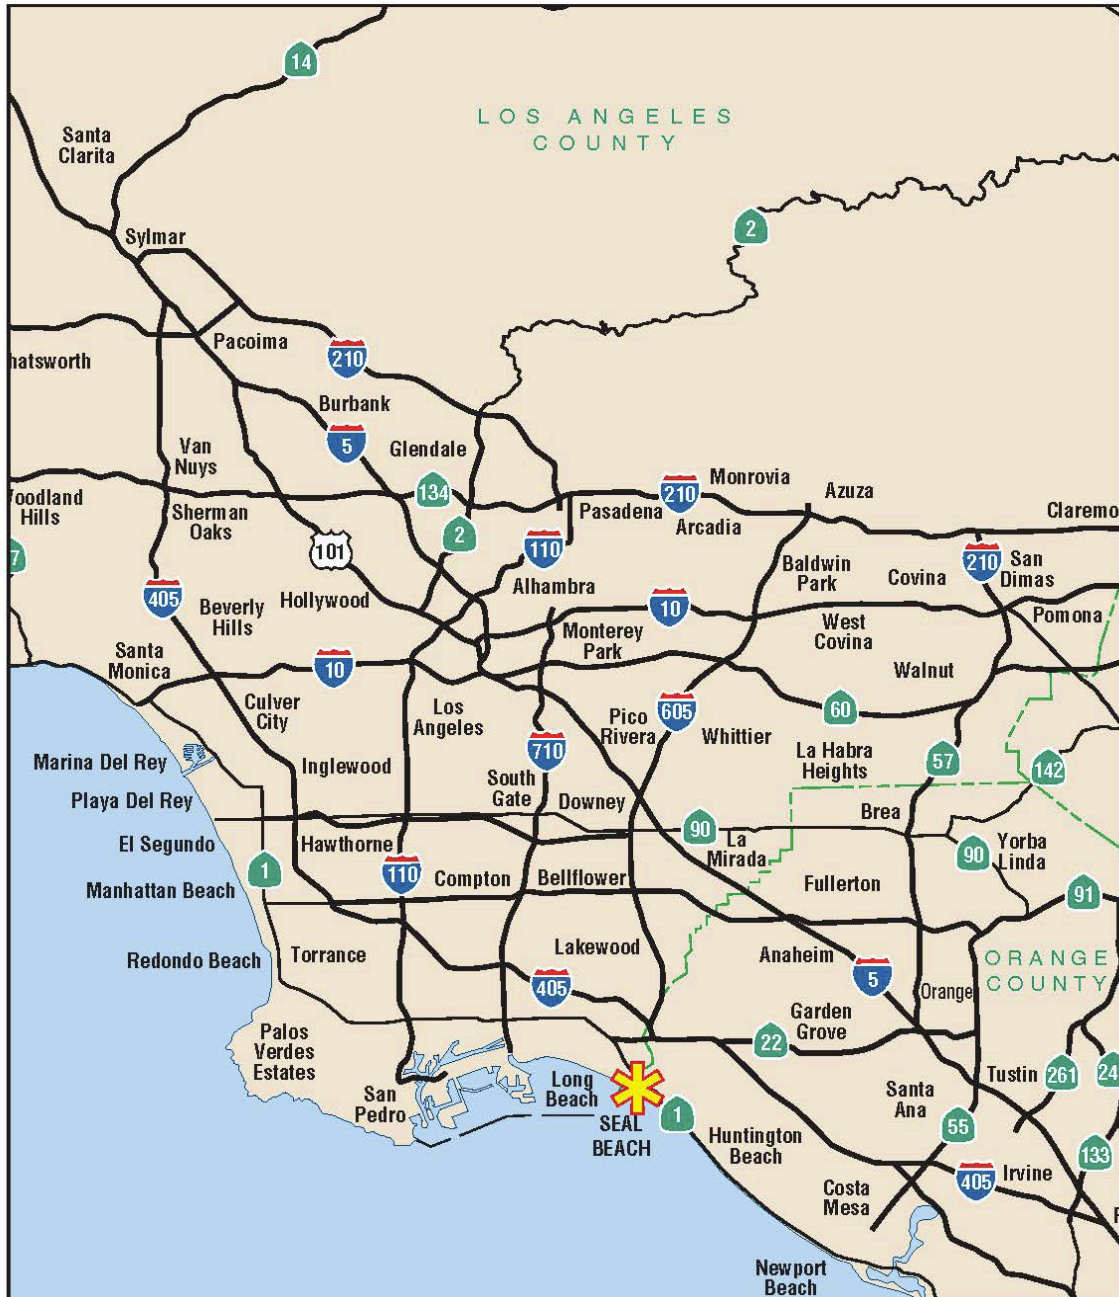 14
LOS ANGELES
COUNTY
Santa
Clarita
2
Sylmar
Pacoima
hatsworth
210
Burbank
5
Glendale
Van
Nuys
134
210
Monrovia
Azuza
oodland
Hills
Sherman
Oaks
Pasadena
Arcadia
Claremo
2
101
110
7
Baldwin
Park
Covina
210
San
Dimas
Alhambra
405
Beverly
Hills
Hollywood
10
Pomona
Monterey
Park
West
Covina
Santa
Monica
10
Walnut
Culver
City
Los
Angeles
Pico
Rivera
605
60
Whittier
Marina Del Rey
Inglewood
710
La Habra
Heights
57
142
South
Gate
Playa Del Rey
Downey
Brea
El Segundo
Hawthorne
90
La
Mirada
90
Yorba
Linda
1
110
Compton
Bellflower
Fullerton
91
Manhattan Beach
Redondo Beach
Torrance
Lakewood
Anaheim
ORANGE
COUNTY
405
5
Orange
Garden
Grove
22
Palos
Verdes
Estates
San
Pedro
Long
Beach
Santa
Ana
Tustin
261
24
SEAL
BEACH
1
55
Huntington
Beach
133
405
Irvine
Costa
Mesa
Newport
Beach